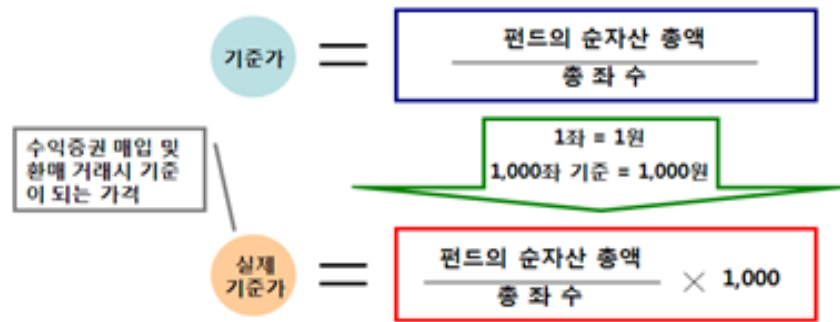 기준가
=
펀드의 순자산 총액
총 좌 수
1좌 = 1원
1,000좌 기준 = 1,000원
수익증권 매입 및
환매 거래시 기준
이 되는 가격
실제
기준가
=
펀드의 순자산 총액
총 좌 수
× 1,000